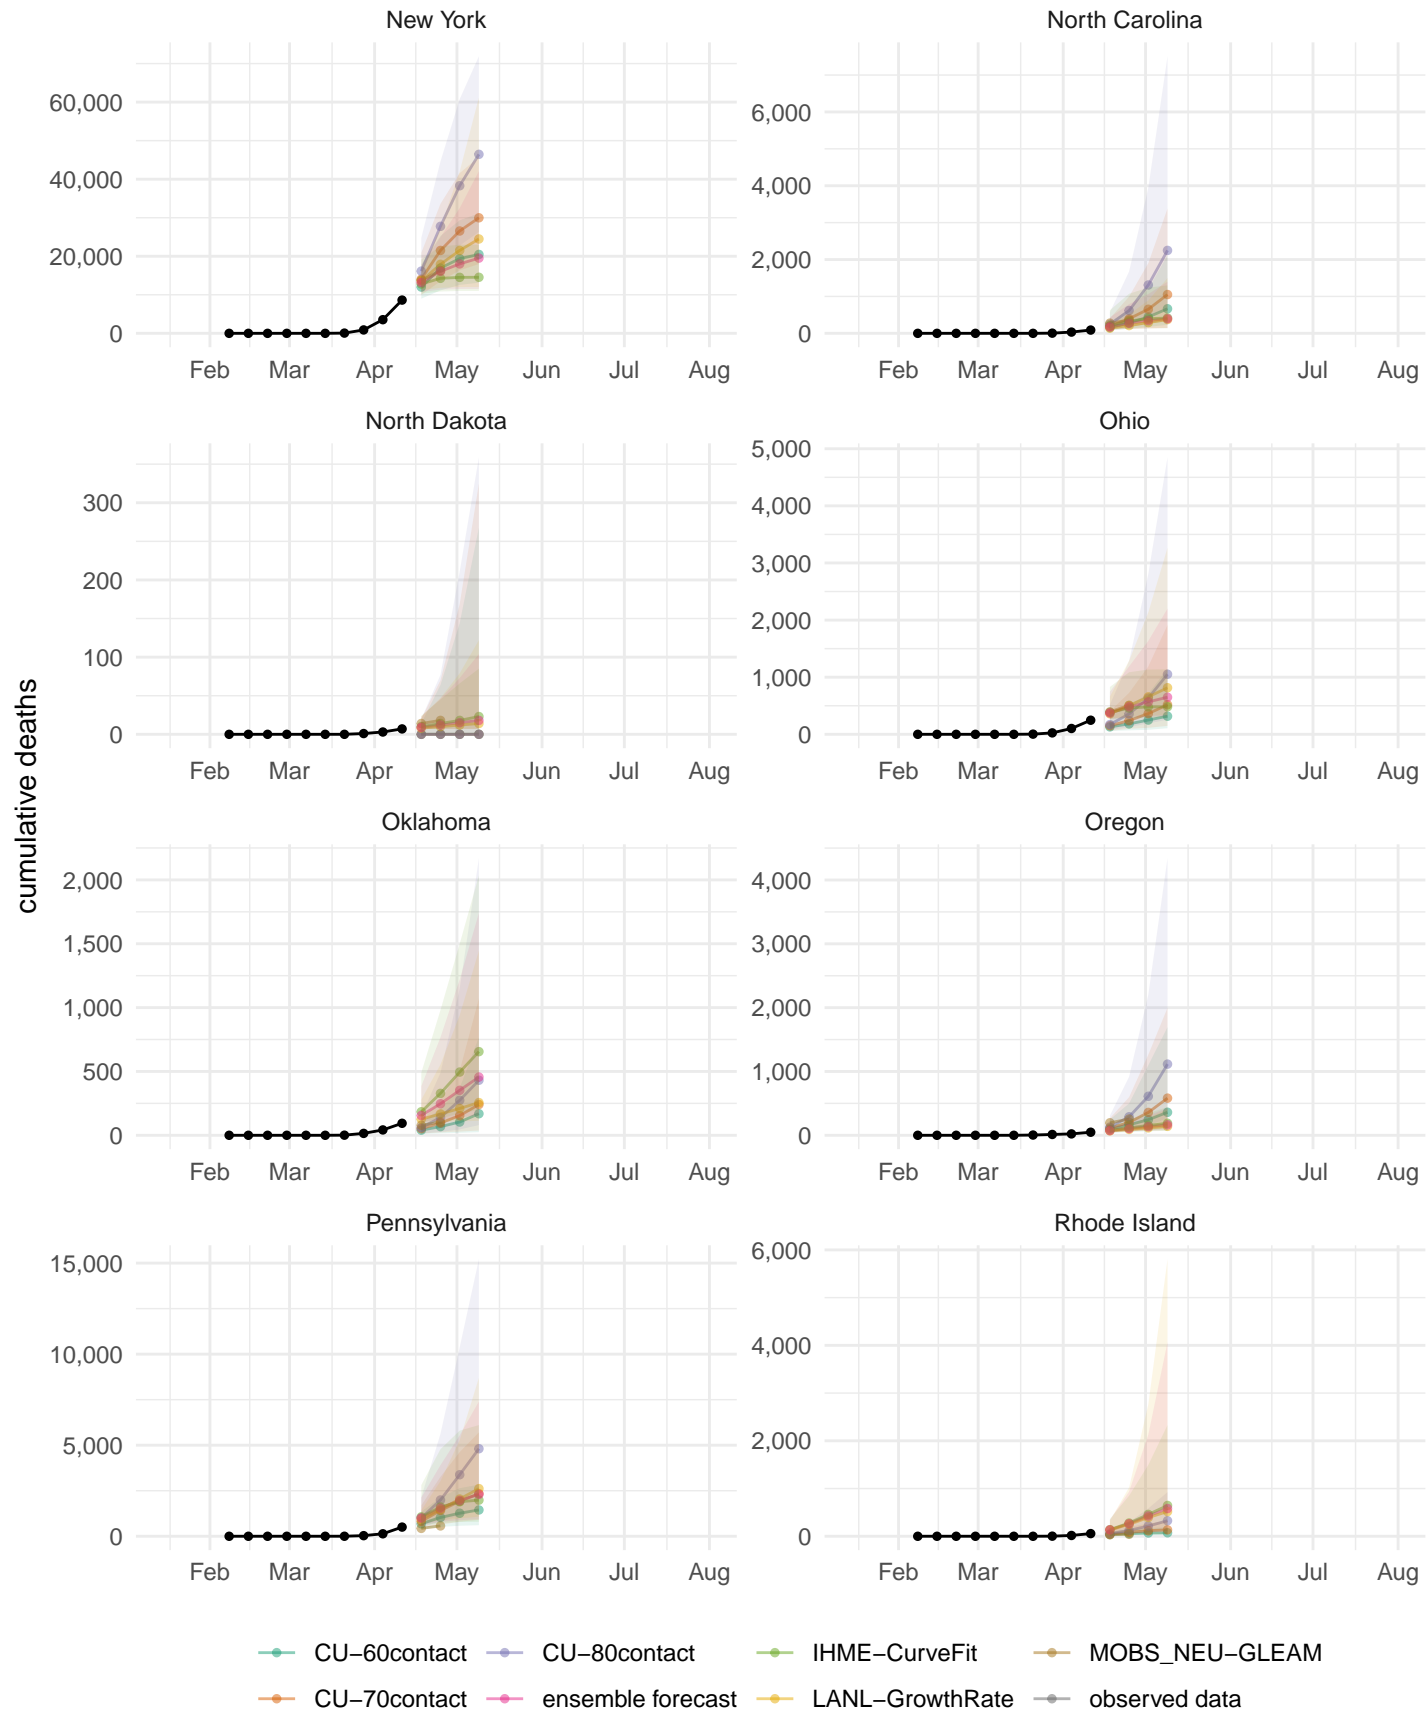 New York
North Carolina
60,000
40,000
20,000
0
6,000
4,000
2,000
0
Feb Mar Apr May Jun Jul Aug
Feb Mar Apr May Jun Jul Aug
North Dakota
Ohio
300
200
100
0
5,000
4,000
3,000
2,000
1,000
0
Feb Mar Apr May Jun Jul Aug
Feb Mar Apr May Jun Jul Aug
cumulative deaths
Oklahoma
Oregon
2,000
1,500
1,000
500
0
4,000
3,000
2,000
1,000
0
Feb Mar Apr May Jun Jul Aug
Feb Mar Apr May Jun Jul Aug
Pennsylvania
Rhode Island
15,000
10,000
5,000
0
6,000
4,000
2,000
0
Feb Mar Apr May Jun Jul Aug
Feb Mar Apr May Jun Jul Aug
CU−60contact CU−80contact IHME−CurveFit MOBS_NEU−GLEAM
CU−70contact ensemble forecast LANL−GrowthRate observed data